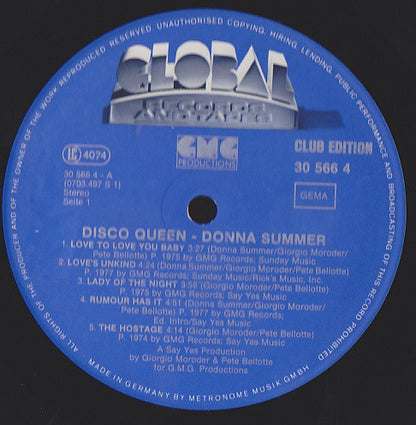 ALL RIGHTS OF THE PRODUCER AND OF THE OWNER OF THE WORK REPRODUCED RESERVED UNAUTHORISED COPYING, HIRING, LENDING, PUBLIC PERFORMANCE AND BROADCASTING OF THIS RECORD PROHIBITED
GLOBAL
RECORDS
AND TAPES
LC 4074
GMG
PRODUCTIONS
CLUB EDITION
30 566 4
30 566 4 - A
(0703.497 S 1)
Stereo
Seite 1
GEMA
DISCO QUEEN - DONNA SUMMER
1. LOVE TO LOVE YOU BABY 3:27 (Donna Summer/Giorgio Moroder/
Pete Bellotte) P. 1975 by GMG Records; Sunday Music
2. LOVE'S UNKIND 4:24 (Donna Summer/Giorgio Moroder/Pete Bellotte)
P. 1977 by GMG Records; Sunday Music/Rick's Music, Inc.
3. LADY OF THE NIGHT 3:58 (Giorgio Moroder/Pete Bellotte)
P. 1975 by GMG Records; Say Yes Music
4. RUMOUR HAS IT 4:51 (Donna Summer/Giorgio Moroder/
Pete Bellotte) P. 1977 by GMG Records;
Ed. Intro/Say Yes Music
5. THE HOSTAGE 4:14 (Giorgio Moroder/Pete Bellotte)
P. 1974 by GMG Records; Say Yes Music
A Say Yes Production
by Giorgio Moroder & Pete Bellotte
for G.M.G. Productions
MADE IN GERMANY BY METRONOME MUSIK GMBH